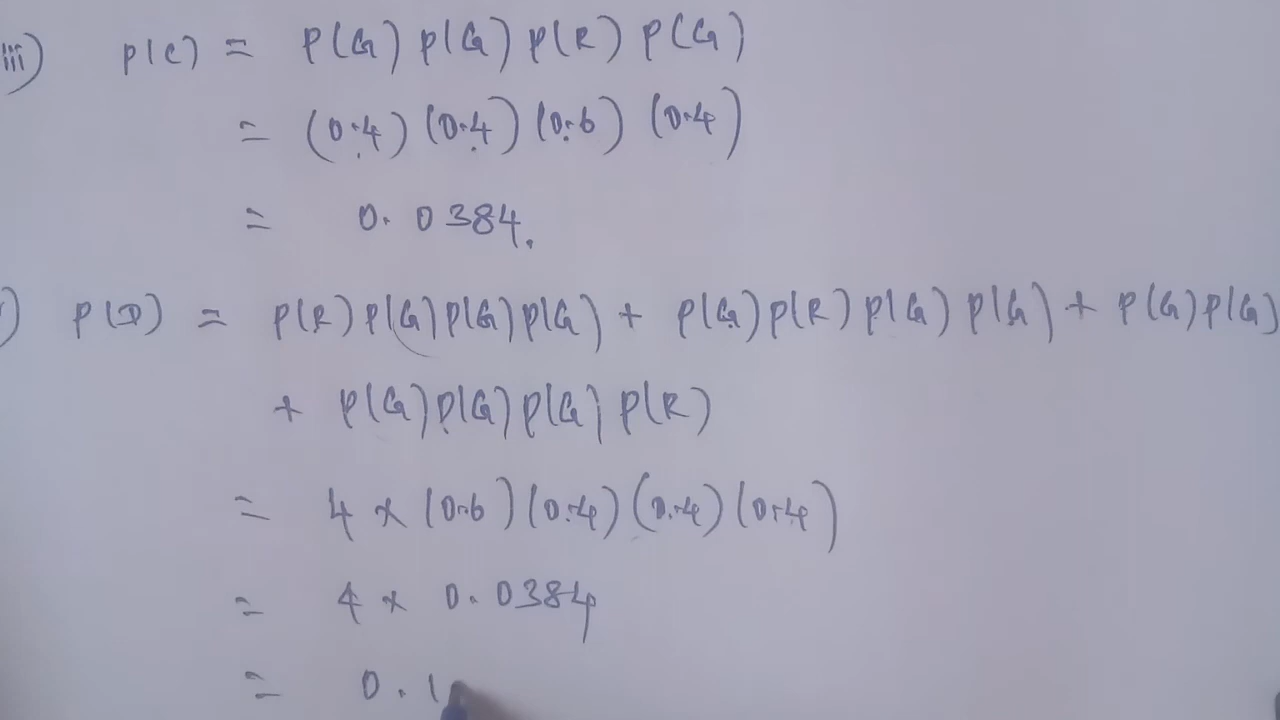 iii) P(C) = P(G) P(G) P(R) P(G)
= (0.4) (0.4) (0.6) (0.4)
= 0.0384.
) P(D) = P(R) P(G) P(G) P(G) + P(G) P(R) P(G) P(G) + P(G) P(G)
+ P(G) P(G) P(G) P(R)
= 4 × (0.6) (0.4) (0.4) (0.4)
= 4 × 0.0384
= 0.1